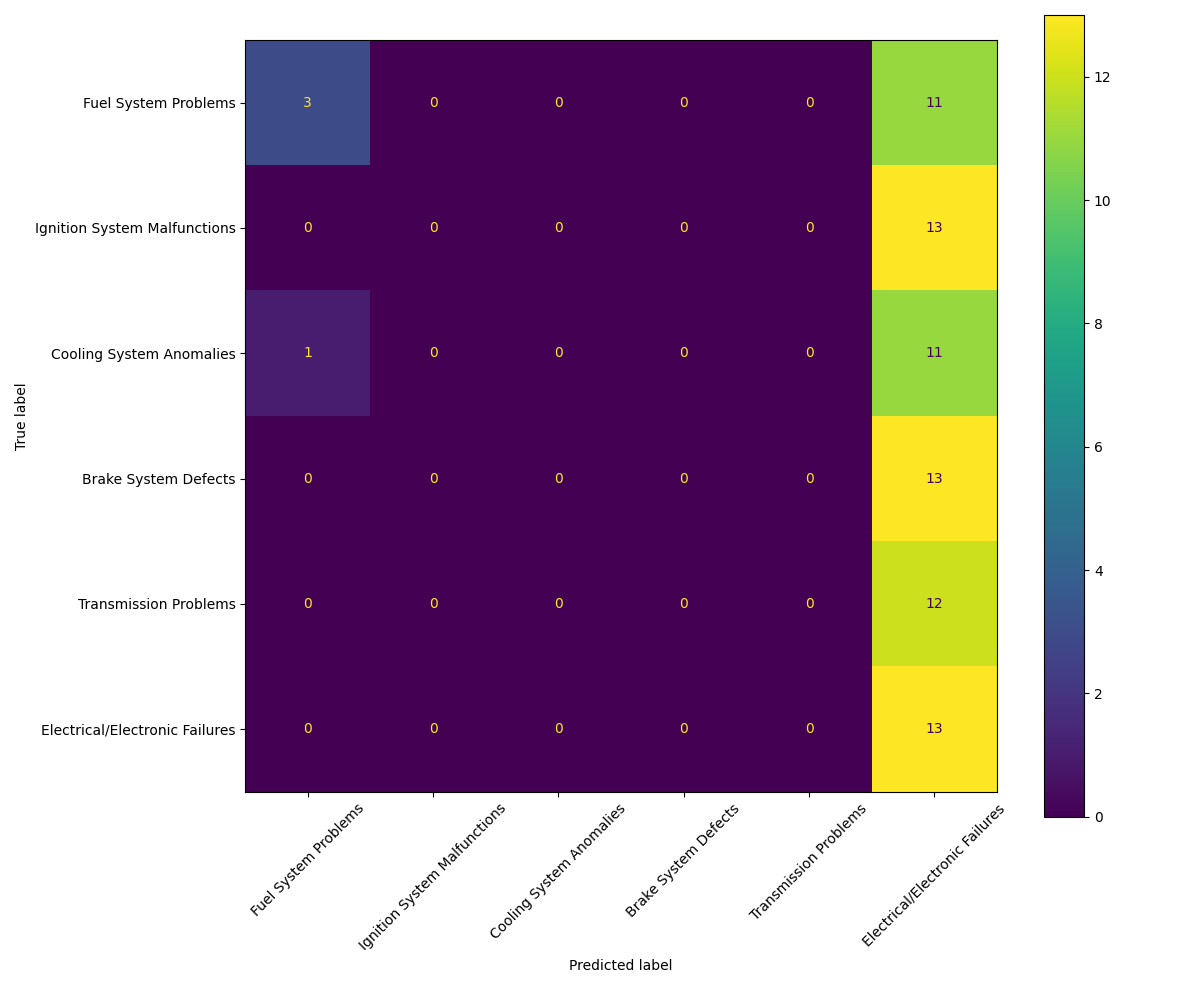 Fuel System Problems 3 0 0 0 0 11
Ignition System Malfunctions 0 0 0 0 0 13
Cooling System Anomalies 1 0 0 0 0 11
Brake System Defects 0 0 0 0 0 13
Transmission Problems 0 0 0 0 0 12
Electrical/Electronic Failures 0 0 0 0 0 13
True label
Fuel System Problems
Ignition System Malfunctions
Cooling System Anomalies
Brake System Defects
Transmission Problems
Electrical/Electronic Failures
Predicted label
12
10
8
6
4
2
0